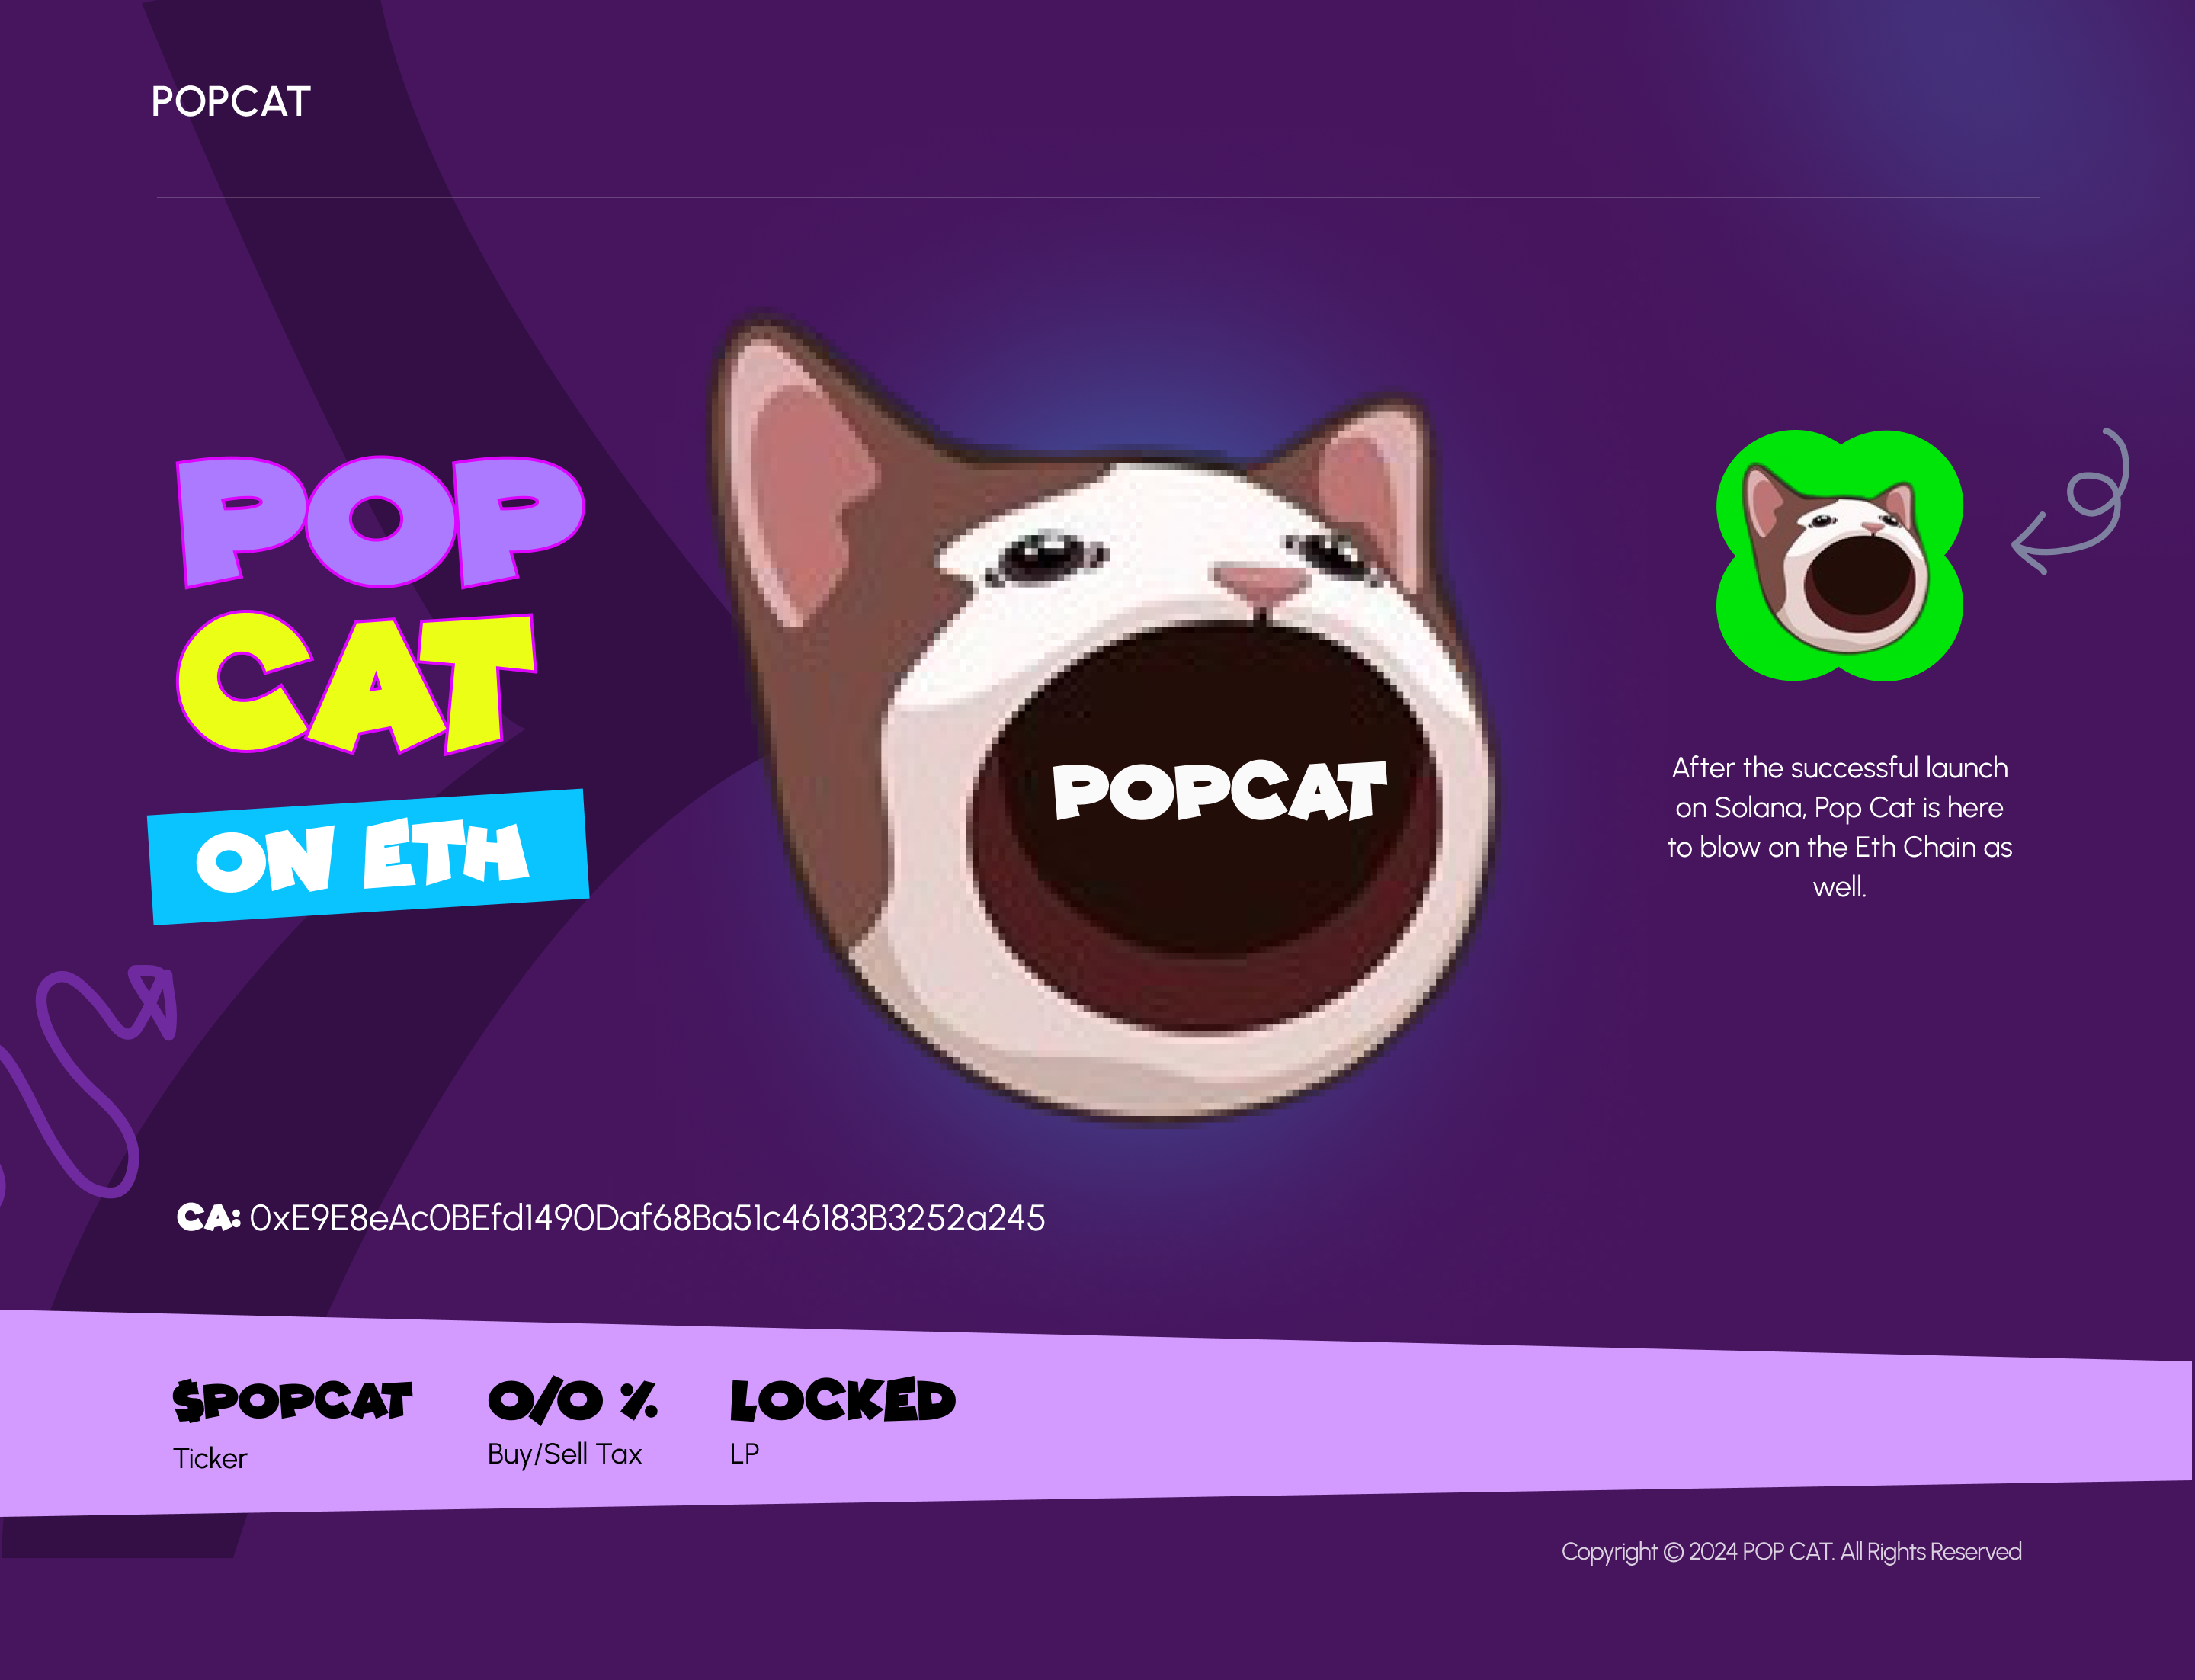 POPCAT
POP
CAT
ON ETH
POPCAT
After the successful launch
on Solana, Pop Cat is here
to blow on the Eth Chain as
well.
CA: 0xE9E8eAc0BEfd1490Daf68Ba51c46183B3252a245
$POPCAT
Ticker
0/0 %
Buy/Sell Tax
LOCKED
LP
Copyright © 2024 POP CAT. All Rights Reserved